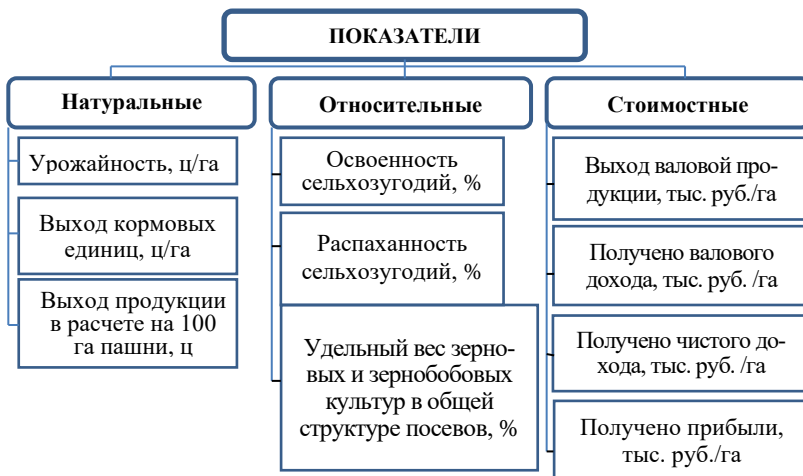 ПОКАЗАТЕЛИ
Натуральные
Урожайность, ц/га
Выход кормовых
единиц, ц/га
Выход продукции
в расчете на 100
га пашни, ц
Относительные
Освоенность
сельхозугодий, %
Распаханность
сельхозугодий, %
Удельный вес зерно-
вых и зернобобовых
культур в общей
структуре посевов, %
Стоимостные
Выход валовой про-
дукции, тыс. руб./га
Получено валового
дохода, тыс. руб. /га
Получено чистого до-
хода, тыс. руб. /га
Получено прибыли,
тыс. руб./га